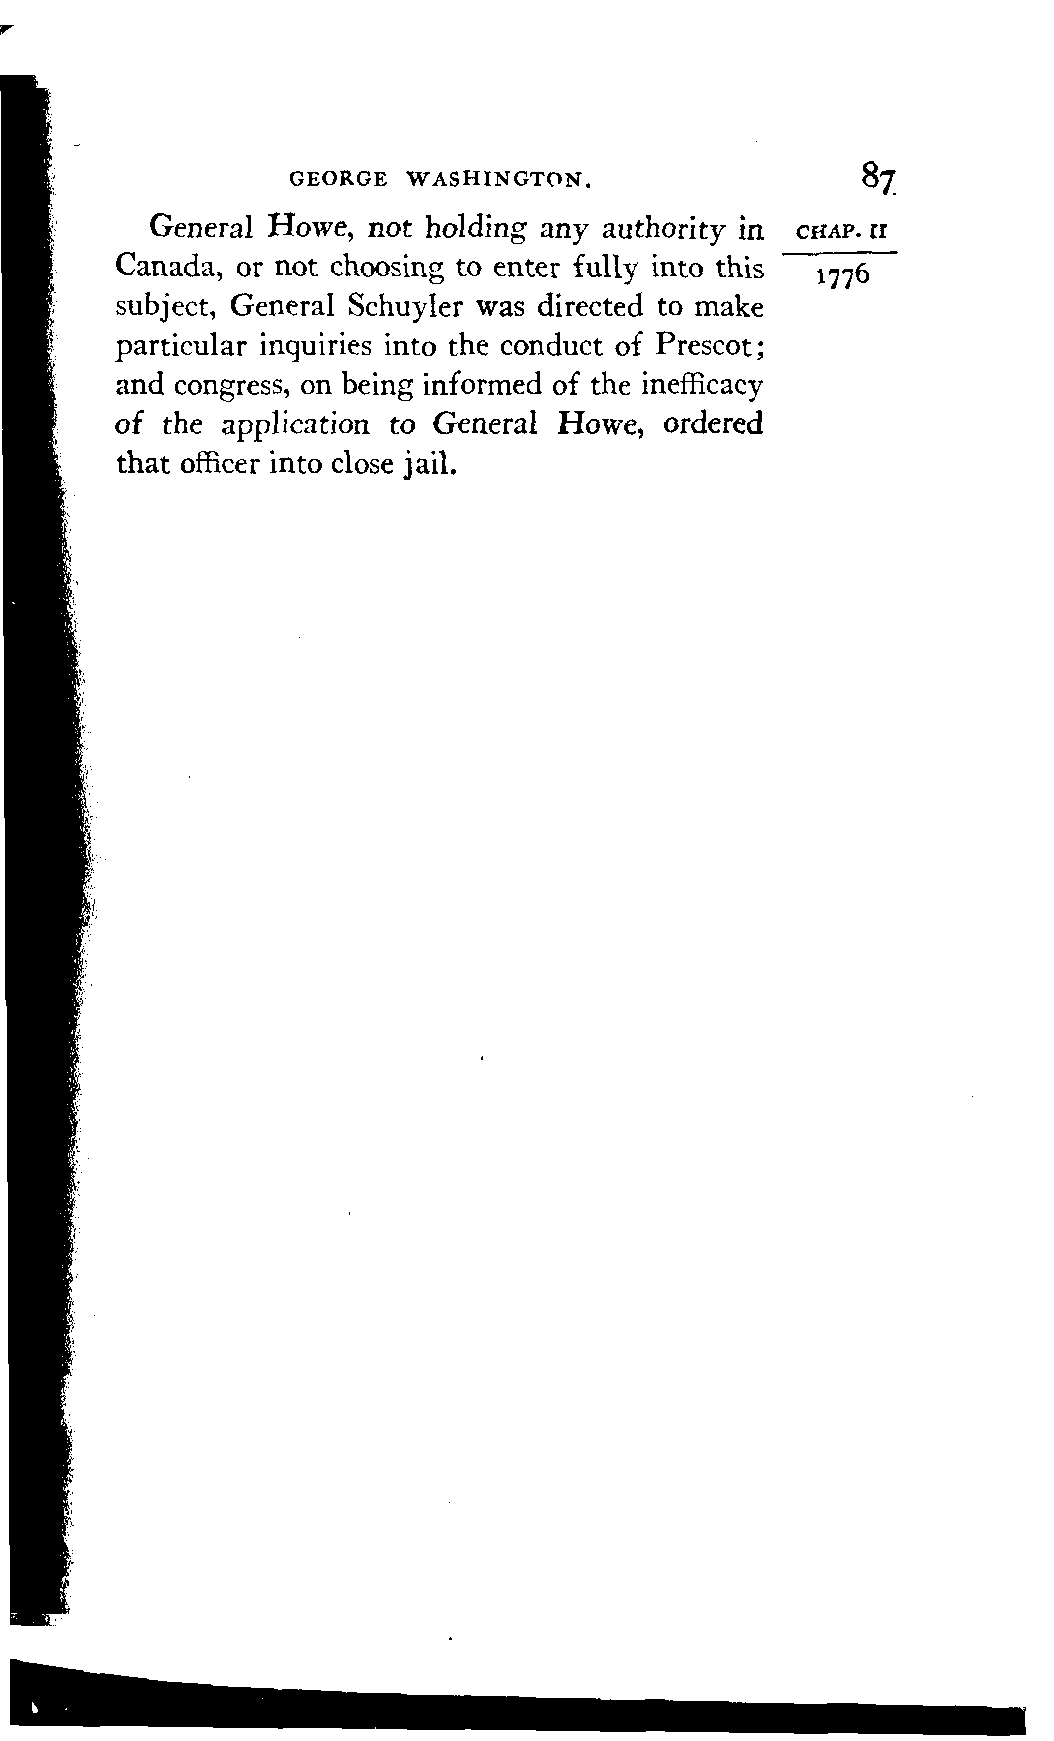 GEORGE WASHINGTON. 87
General Howe, not holding any authority in CHAP. II
Canada, or not choosing to enter fully into this 1776
subject, General Schuyler was directed to make
particular inquiries into the conduct of Prescot;
and congress, on being informed of the inefficacy
of the application to General Howe, ordered
that officer into close jail.